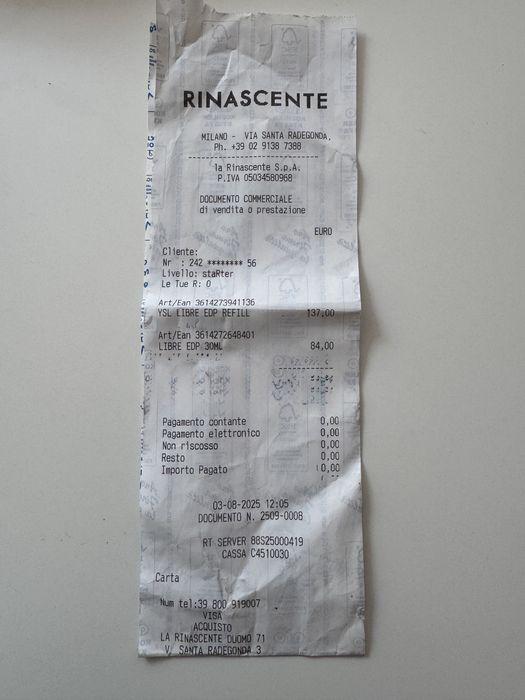 RINASCENTE
MILANO - VIA SANTA RADEGONDA,
Ph. +39 02 9138 7388
la Rinascente S.p.A.
P.IVA 05034580968
DOCUMENTO COMMERCIALE
di vendita o prestazione
EURO
Cliente:
Nr : 242 ******** 56
Livello: staRter
Le Tue R: 0
Art/Ean 3614273941136
YSL LIBRE EDP REFILL 137,00
Art/Ean 3614272648401
LIBRE EDP 30ML 84,00
Pagamento contante 0,00
Pagamento elettronico 0,00
Non riscosso 0,00
Resto 0,00
Importo Pagato 0,00
03-08-2025 12:05
DOCUMENTO N. 2509-0008
RT SERVER 88S25000419
CASSA C4510030
Carta
Num tel:39 800 919007
VISA
ACQUISTO
LA RINASCENTE DUOMO 71
V. SANTA RADEGONDA 3